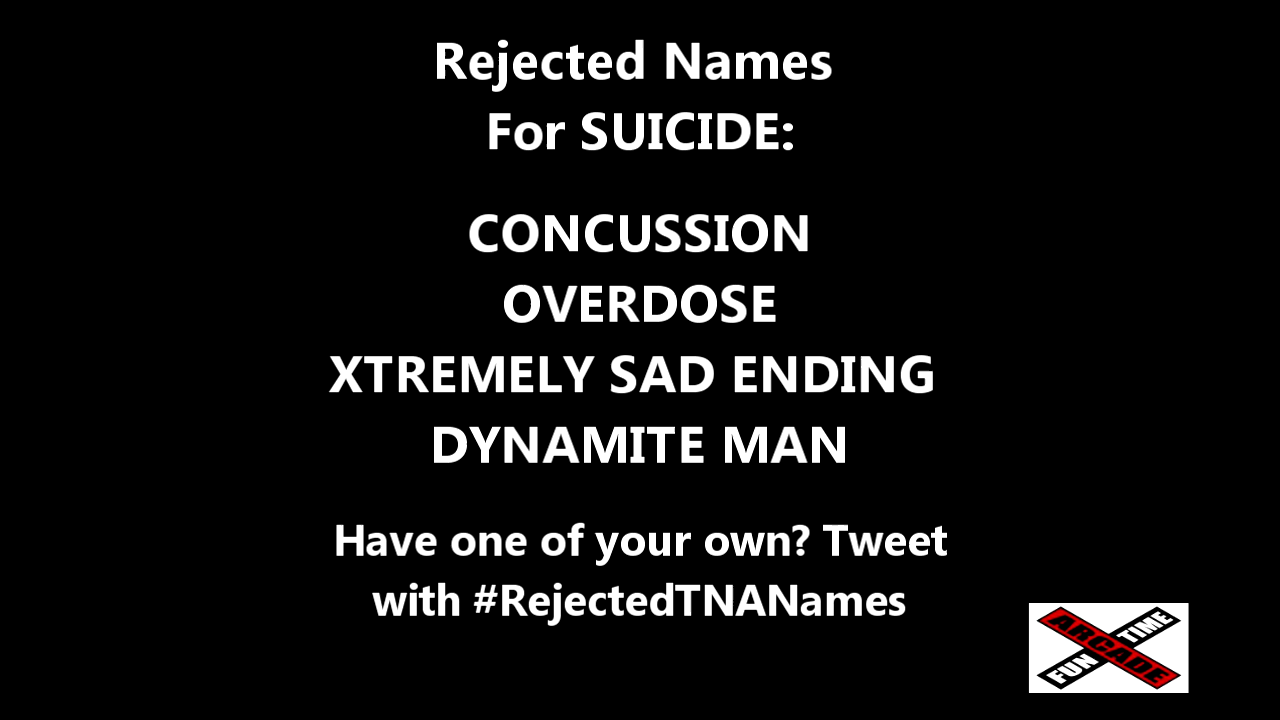 Rejected Names
For SUICIDE:
CONCUSSION
OVERDOSE
XTREMELY SAD ENDING
DYNAMITE MAN
Have one of your own? Tweet
with #RejectedTNANames
ARCADE
FUN TIME